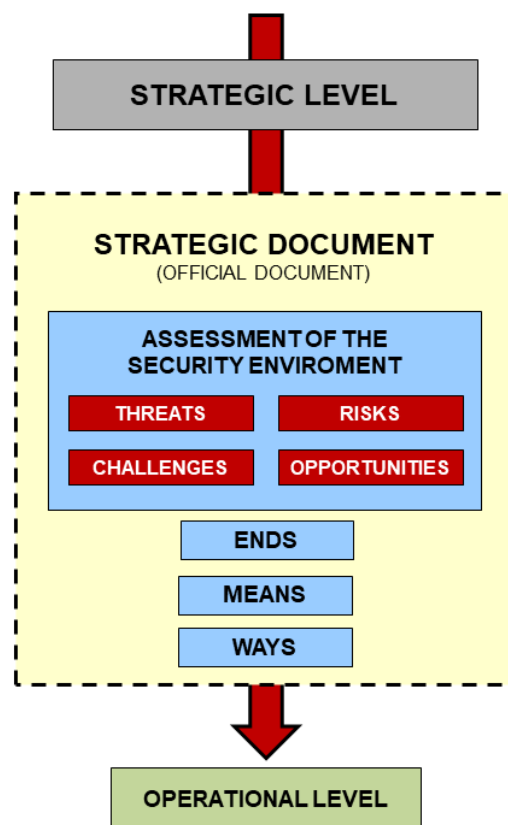 STRATEGIC LEVEL
STRATEGIC DOCUMENT
(OFFICIAL DOCUMENT)
ASSESSMENT OF THE
SECURITY ENVIROMENT
THREATS
RISKS
CHALLENGES
OPPORTUNITIES
ENDS
MEANS
WAYS
OPERATIONAL LEVEL